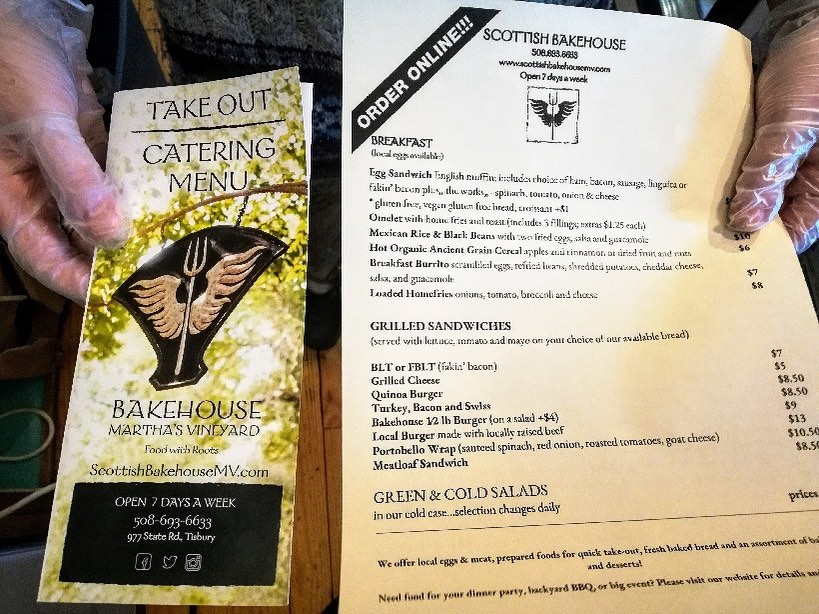 TAKE OUT
CATERING
MENU
BAKEHOUSE
MARTHA'S VINEYARD
Food with Roots
ScottishBakehouseMV.com
OPEN 7 DAYS A WEEK
508-693-6633
977 State Rd., Tisbury
ORDER ONLINE!!!
SCOTTISH BAKEHOUSE
508.693.6633
www.scottishbakehousemv.com
Open 7 days a week
BREAKFAST
(local eggs available)
Egg Sandwich English muffin; includes choice of ham, bacon, sausage, linguica or
fakin' bacon plus, the works, - spinach, tomato, onion & cheese
*gluten free, vegan gluten free bread, croissant +$1
Omelet with home fries and toast (includes 3 fillings; extras $1.25 each)
Mexican Rice & Black Beans with two fried eggs, salsa and guacamole $10
Hot Organic Ancient Grain Cereal apples and cinnamon or dried fruit and nuts $6
Breakfast Burrito scrambled eggs, refried beans, shredded potatoes, cheddar cheese,
salsa, and guacamole $7
Loaded Homefries onions, tomato, broccoli and cheese $8
GRILLED SANDWICHES
(served with lettuce, tomato and mayo on your choice of our available bread)
BLT or FBLT (fakin' bacon) $7
Grilled Cheese $5
Quinoa Burger $8.50
Turkey, Bacon and Swiss $8.50
Bakehouse 1/2 lb Burger (on a salad +$4) $9
Local Burger made with locally raised beef $13
Portobello Wrap (sauteed spinach, red onion, roasted tomatoes, goat cheese) $10.50
Meatloaf Sandwich $8.50
GREEN & COLD SALADS
in our cold case...selection changes daily prices
We offer local eggs & meat, prepared foods for quick take-out, fresh baked bread and an assortment of
and desserts!
Need food for your dinner party, backyard BBQ, or big event? Please visit our website for details